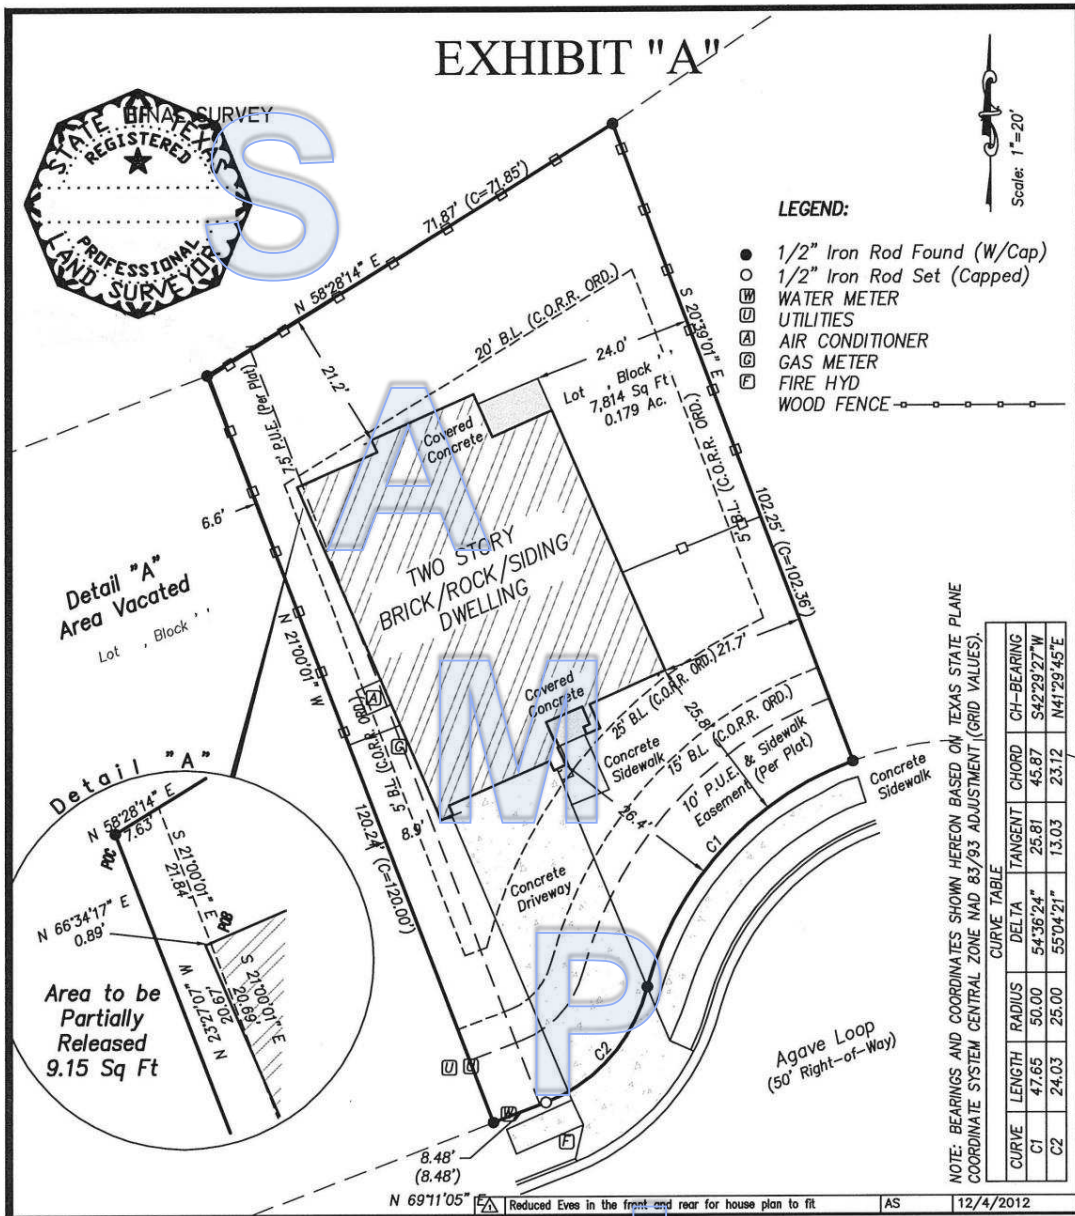 EXHIBIT "A"
FINAL SURVEY
STATE OF TEXAS
REGISTERED
PROFESSIONAL
LAND SURVEYOR
SAMP
Scale: 1"=20'
LEGEND:
1/2" Iron Rod Found (W/Cap)
1/2" Iron Rod Set (Capped)
W WATER METER
U UTILITIES
A AIR CONDITIONER
G GAS METER
F FIRE HYD
WOOD FENCE
71.87' (C=71.85')
N 58°28'14" E
20' B.L. (C.O.R.R. ORD.)
S 20°39'01" E
24.0'
21.2'
7.5' P.U.E. (Per Plat)
Lot , Block ' ,
7,814 Sq Ft
0.179 Ac.
Covered
Concrete
5' B.L. (C.O.R.R. ORD.)
102.25' (C=102.36')
6.6'
TWO STORY
BRICK/ROCK/SIDING
DWELLING
Detail "A"
Area Vacated
Lot , Block ' '
N 21°00'01" W
A
G
5' B.L. (C.O.R.R. ORD.)
8.9'
120.24' (C=120.00')
Covered
Concrete
21.7'
25' B.L. (C.O.R.R. ORD.)
25.8'
15' B.L. (C.O.R.R. ORD.)
10' P.U.E. & Sidewalk
Easement (Per Plat)
Concrete
Sidewalk
26.4'
C1
Concrete
Sidewalk
Concrete
Driveway
C2
Agave Loop
(50' Right-of-Way)
U U
W
F
8.48'
(8.48')
N 69°11'05" E
Detail "A"
N 58°28'14" E
7.63'
POC
S 21°00'01" E
21.84'
POB
N 66°34'17" E
0.89'
S 21°00'01" E
20.69'
N 23°27'07" W
20.67'
Area to be
Partially
Released
9.15 Sq Ft
NOTE: BEARINGS AND COORDINATES SHOWN HEREON BASED ON TEXAS STATE PLANE
COORDINATE SYSTEM CENTRAL ZONE NAD 83/93 ADJUSTMENT (GRID VALUES).
CURVE TABLE
CURVE LENGTH RADIUS DELTA TANGENT CHORD CH-BEARING
C1 47.65 50.00 54°36'24" 25.81 45.87 S42°29'27"W
C2 24.03 25.00 55°04'21" 13.03 23.12 N41°29'45"E
1 Reduced Eves in the front and rear for house plan to fit AS 12/4/2012